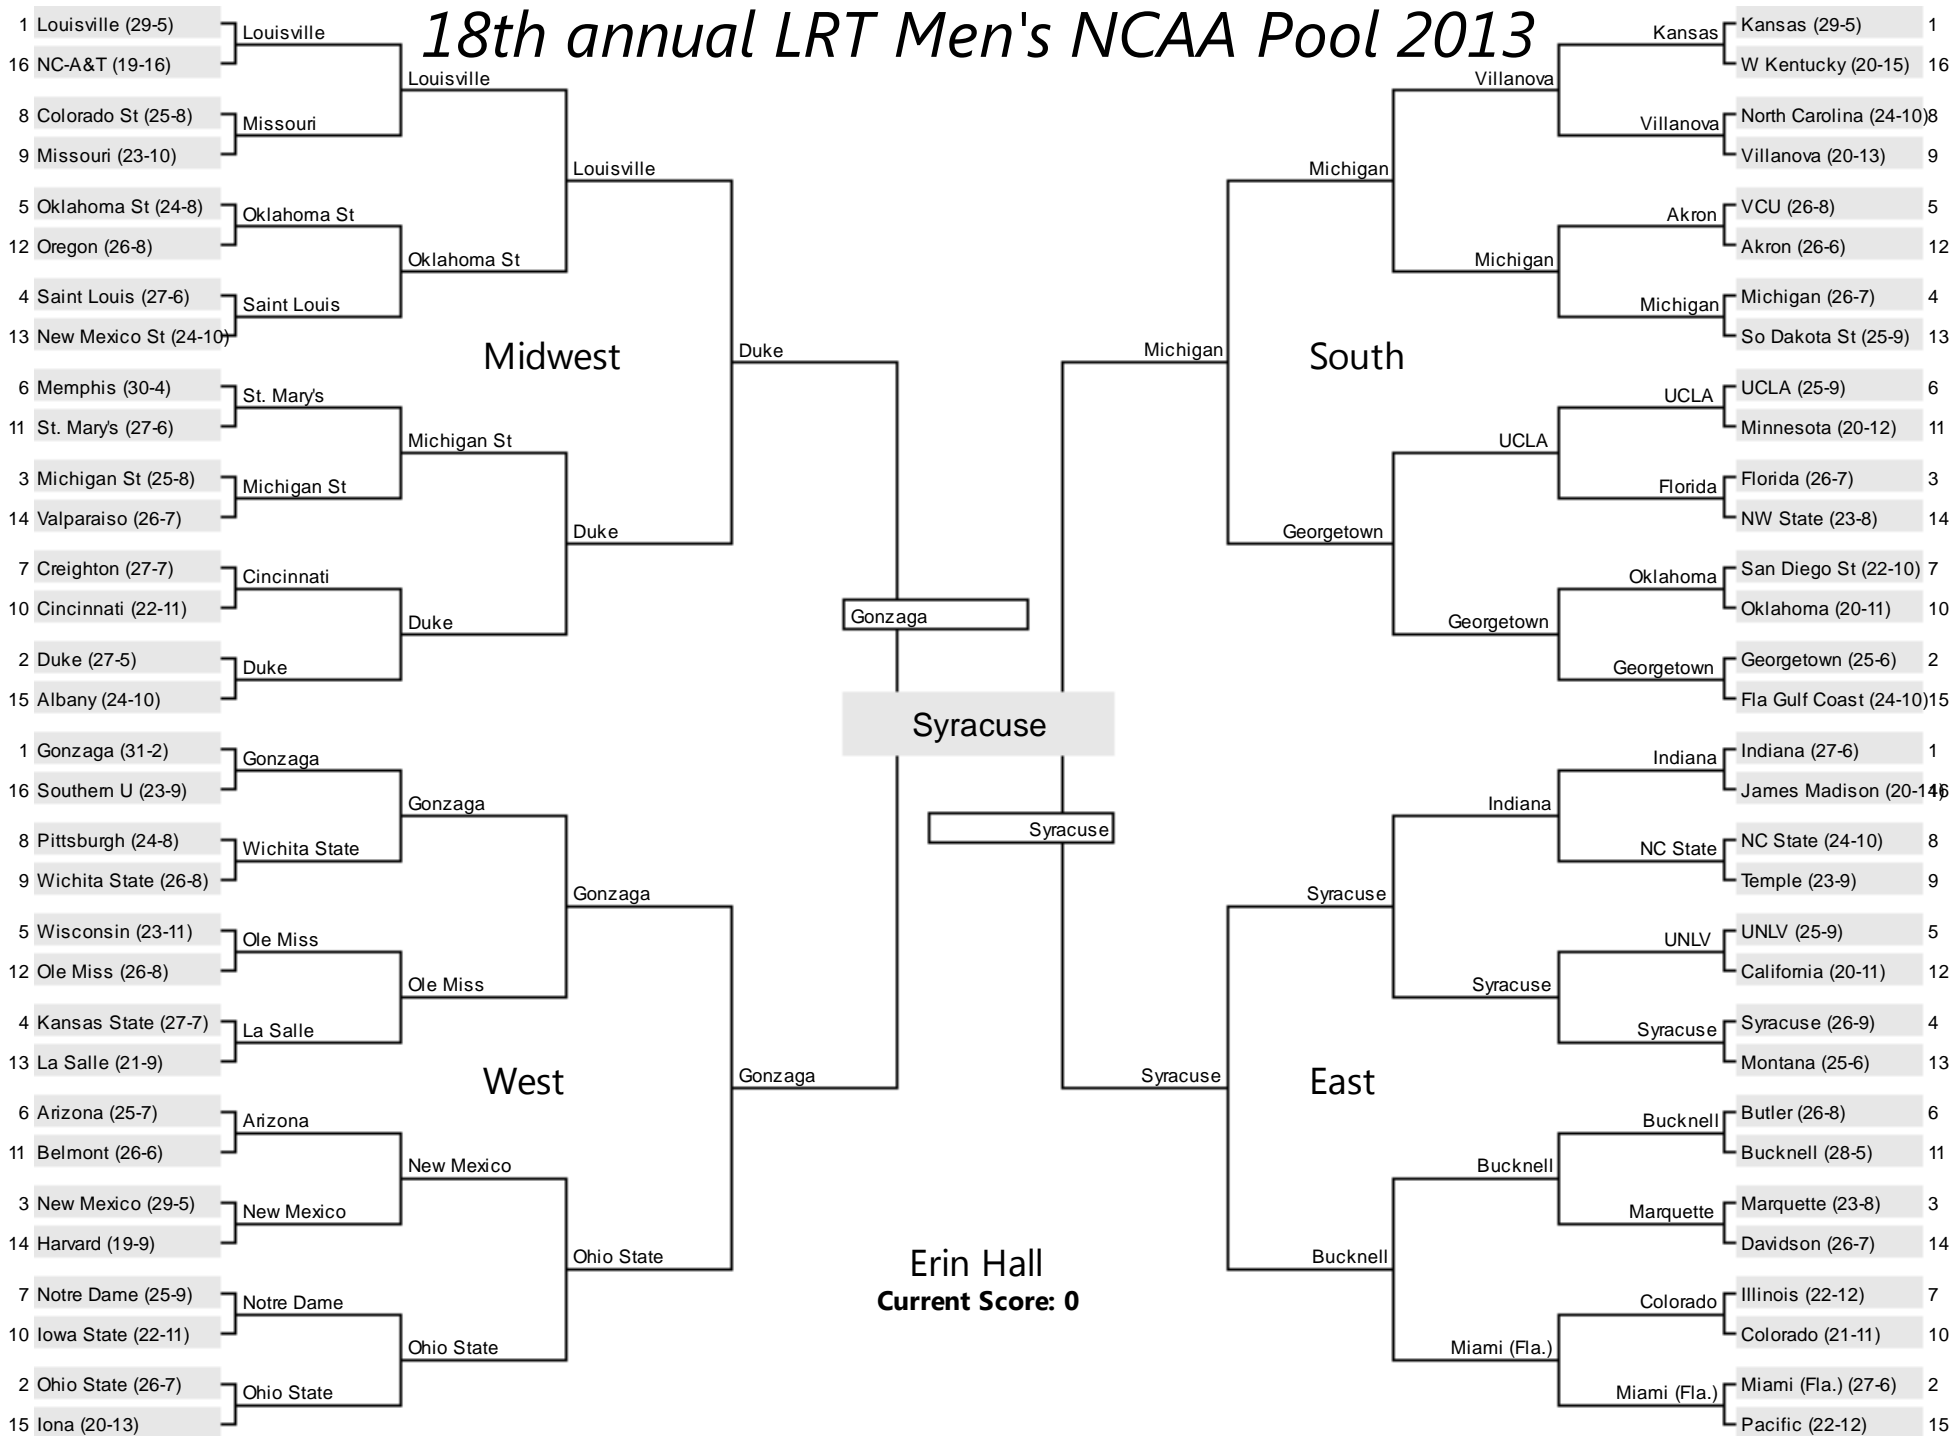 18th annual LRT Men's NCAA Pool 2013
1 Louisville (29-5)
16 NC-A&T (19-16)
8 Colorado St (25-8)
9 Missouri (23-10)
5 Oklahoma St (24-8)
12 Oregon (26-8)
4 Saint Louis (27-6)
13 New Mexico St (24-10)
6 Memphis (30-4)
11 St. Mary's (27-6)
3 Michigan St (25-8)
14 Valparaiso (26-7)
7 Creighton (27-7)
10 Cincinnati (22-11)
2 Duke (27-5)
15 Albany (24-10)
Louisville
Missouri
Oklahoma St
Saint Louis
St. Mary's
Michigan St
Cincinnati
Duke
Louisville
Oklahoma St
Michigan St
Duke
Louisville
Duke
Midwest
Duke
1 Gonzaga (31-2)
16 Southern U (23-9)
8 Pittsburgh (24-8)
9 Wichita State (26-8)
5 Wisconsin (23-11)
12 Ole Miss (26-8)
4 Kansas State (27-7)
13 La Salle (21-9)
6 Arizona (25-7)
11 Belmont (26-6)
3 New Mexico (29-5)
14 Harvard (19-9)
7 Notre Dame (25-9)
10 Iowa State (22-11)
2 Ohio State (26-7)
15 Iona (20-13)
Gonzaga
Wichita State
Ole Miss
La Salle
Arizona
New Mexico
Notre Dame
Ohio State
Gonzaga
Ole Miss
New Mexico
Ohio State
Gonzaga
Ohio State
West
Gonzaga
Gonzaga
Syracuse
Syracuse
Erin Hall
Current Score: 0
Kansas (29-5) 1
W Kentucky (20-15) 16
North Carolina (24-10) 8
Villanova (20-13) 9
VCU (26-8) 5
Akron (26-6) 12
Michigan (26-7) 4
So Dakota St (25-9) 13
UCLA (25-9) 6
Minnesota (20-12) 11
Florida (26-7) 3
NW State (23-8) 14
San Diego St (22-10) 7
Oklahoma (20-11) 10
Georgetown (25-6) 2
Fla Gulf Coast (24-10) 15
Kansas
Villanova
Akron
Michigan
UCLA
Florida
Oklahoma
Georgetown
Villanova
Michigan
UCLA
Georgetown
Michigan
Georgetown
South
Michigan
Indiana (27-6) 1
James Madison (20-14) 16
NC State (24-10) 8
Temple (23-9) 9
UNLV (25-9) 5
California (20-11) 12
Syracuse (26-9) 4
Montana (25-6) 13
Butler (26-8) 6
Bucknell (28-5) 11
Marquette (23-8) 3
Davidson (26-7) 14
Illinois (22-12) 7
Colorado (21-11) 10
Miami (Fla.) (27-6) 2
Pacific (22-12) 15
Indiana
NC State
UNLV
Syracuse
Bucknell
Marquette
Colorado
Miami (Fla.)
Indiana
Syracuse
Bucknell
Miami (Fla.)
Syracuse
Bucknell
East
Syracuse